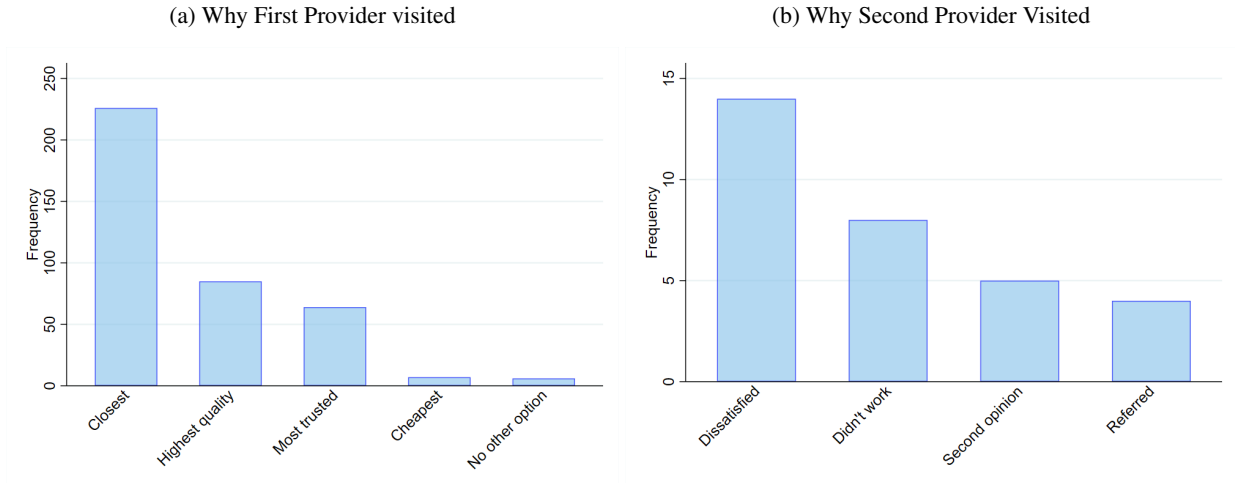 (a) Why First Provider visited
Frequency
250
200
150
100
50
0
Closest
Highest quality
Most trusted
Cheapest
No other option
(b) Why Second Provider Visited
Frequency
15
10
5
0
Dissatisfied
Didn't work
Second opinion
Referred